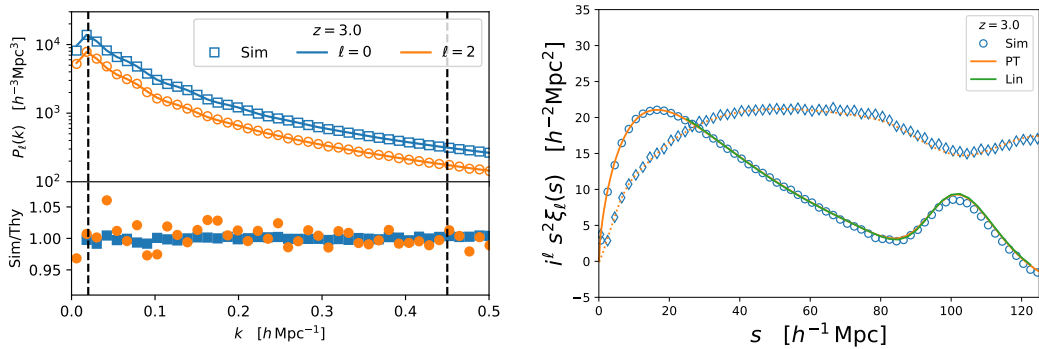 z = 3.0
Sim
ℓ = 0
ℓ = 2
P_ℓ(k) [h⁻³Mpc³]
10⁴
10³
10²
Sim/Thy
1.05
1.00
0.95
0.0 0.1 0.2 0.3 0.4 0.5
k [h Mpc⁻¹]
z = 3.0
Sim
PT
Lin
i^ℓ s²ξ_ℓ(s) [h⁻²Mpc²]
35
30
25
20
15
10
5
0
−5
0 20 40 60 80 100 120
s [h⁻¹ Mpc]